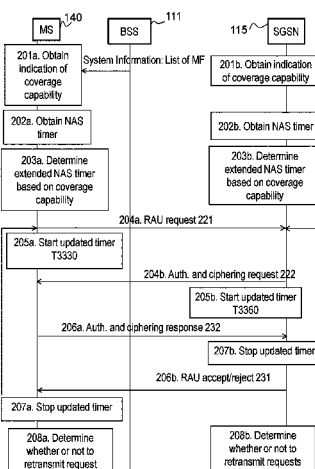 140
111
115
MS
BSS
SGSN
201a. Obtain
indication of
coverage
capability
System Information: List of MF
201b. Obtain indication
of coverage capability
202a. Obtain NAS
timer
202b. Obtain NAS timer
203a. Determine
extended NAS timer
based on coverage
capability
203b. Determine
extended NAS timer
based on coverage
capability
204a. RAU request 221
205a. Start updated timer
T3330
204b. Auth. and ciphering request 222
205b. Start updated timer
T3360
206a. Auth. and ciphering response 232
207b. Stop updated timer
206b. RAU accept/reject 231
207a. Stop updated timer
208a. Determine
whether or not to
retransmit request
208b. Determine
whether or not to
retransmit requests